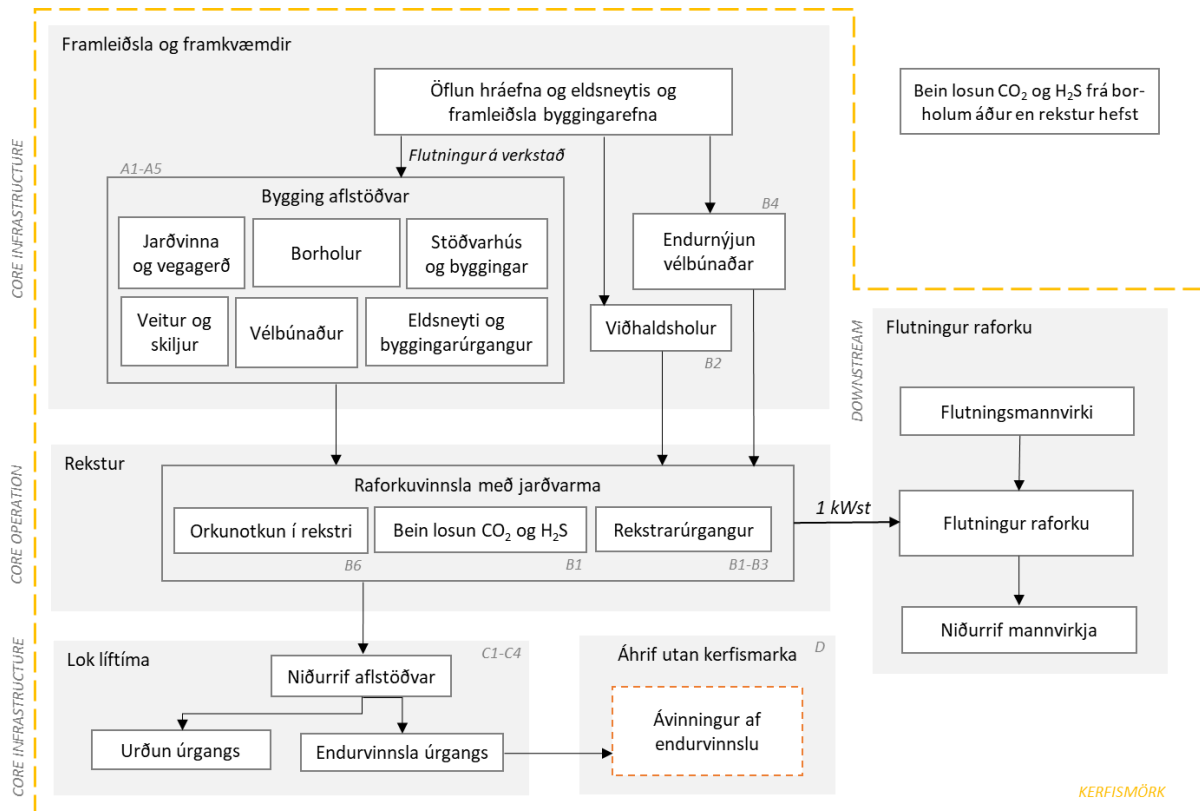 Framleiðsla og framkvæmdir
Öflun hráefna og eldsneytis og
framleiðsla byggingarefna
Bein losun CO₂ og H₂S frá bor-
holum áður en rekstur hefst
CORE INFRASTRUCTURE
Flutningur á verkstað
A1-A5
Bygging aflstöðvar
Jarðvinna
og vegagerð
Borholur
Stöðvarhús
og byggingar
Veitur og
skiljur
Vélbúnaður
Eldsneyti og
byggingarúrgangur
B4
Endurnýjun
vélbúnaðar
Viðhaldsholur
B2
DOWNSTREAM
Flutningur raforku
Flutningsmannvirki
Flutningur raforku
Niðurrif mannvirkja
CORE OPERATION
Rekstur
Raforkuvinnsla með jarðvarma
Orkunotkun í rekstri
Bein losun CO₂ og H₂S
Rekstrarúrgangur
B6
B1
B1-B3
1 kWst
CORE INFRASTRUCTURE
Lok líftíma
C1-C4
Niðurrif aflstöðvar
Urðun úrgangs
Endurvinnsla úrgangs
Áhrif utan kerfismarka
D
Ávinningur af
endurvinnslu
KERFISMÖRK